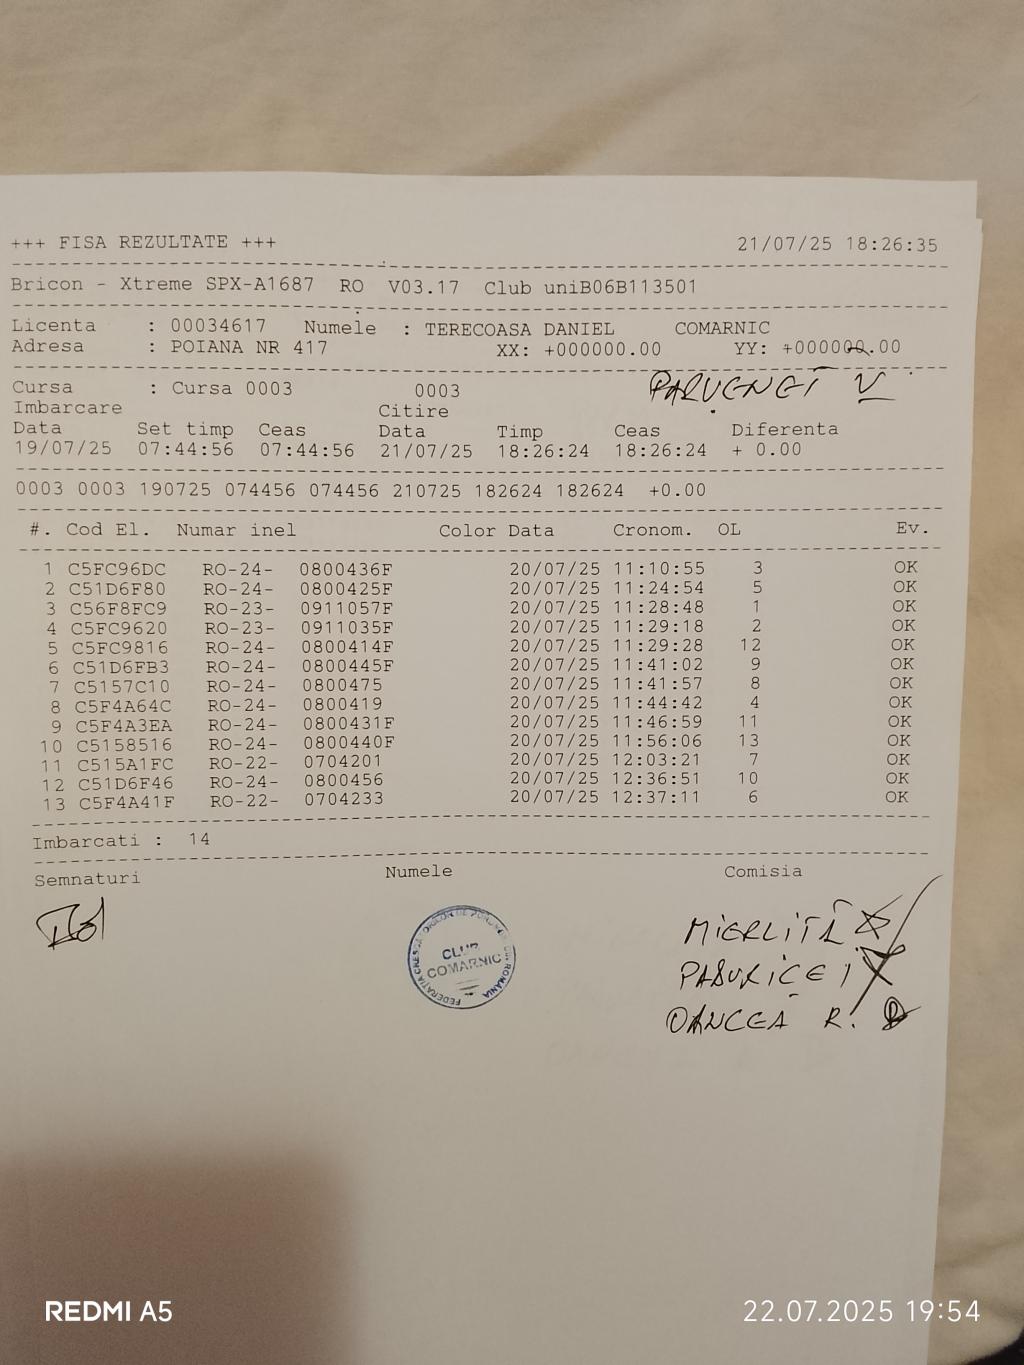 +++ FISA REZULTATE +++ 21/07/25 18:26:35
Bricon - Xtreme SPX-A1687 RO V03.17 Club uniB06B113501
Licenta : 00034617 Numele : TERECOASA DANIEL COMARNIC
Adresa : POIANA NR 417 XX: +000000.00 YY: +000000.00
Cursa : Cursa 0003 0003
Imbarcare Citire
Data Set timp Ceas Data Timp Ceas Diferenta
19/07/25 07:44:56 07:44:56 21/07/25 18:26:24 18:26:24 + 0.00
0003 0003 190725 074456 074456 210725 182624 182624 +0.00
#. Cod El. Numar inel Color Data Cronom. OL Ev.
1 C5FC96DC RO-24- 0800436F 20/07/25 11:10:55 3 OK
2 C51D6F80 RO-24- 0800425F 20/07/25 11:24:54 5 OK
3 C56F8FC9 RO-23- 0911057F 20/07/25 11:28:48 1 OK
4 C5FC9620 RO-23- 0911035F 20/07/25 11:29:18 2 OK
5 C5FC9816 RO-24- 0800414F 20/07/25 11:29:28 12 OK
6 C51D6FB3 RO-24- 0800445F 20/07/25 11:41:02 9 OK
7 C5157C10 RO-24- 0800475 20/07/25 11:41:57 8 OK
8 C5F4A64C RO-24- 0800419 20/07/25 11:44:42 4 OK
9 C5F4A3EA RO-24- 0800431F 20/07/25 11:46:59 11 OK
10 C5158516 RO-24- 0800440F 20/07/25 11:56:06 13 OK
11 C515A1FC RO-22- 0704201 20/07/25 12:03:21 7 OK
12 C51D6F46 RO-24- 0800456 20/07/25 12:36:51 10 OK
13 C5F4A41F RO-22- 0704233 20/07/25 12:37:11 6 OK
Imbarcati : 14
Semnaturi Numele Comisia
CLUB
COMARNIC
MIERLIȚĂ
OANCEA R.
REDMI A5 22.07.2025 19:54